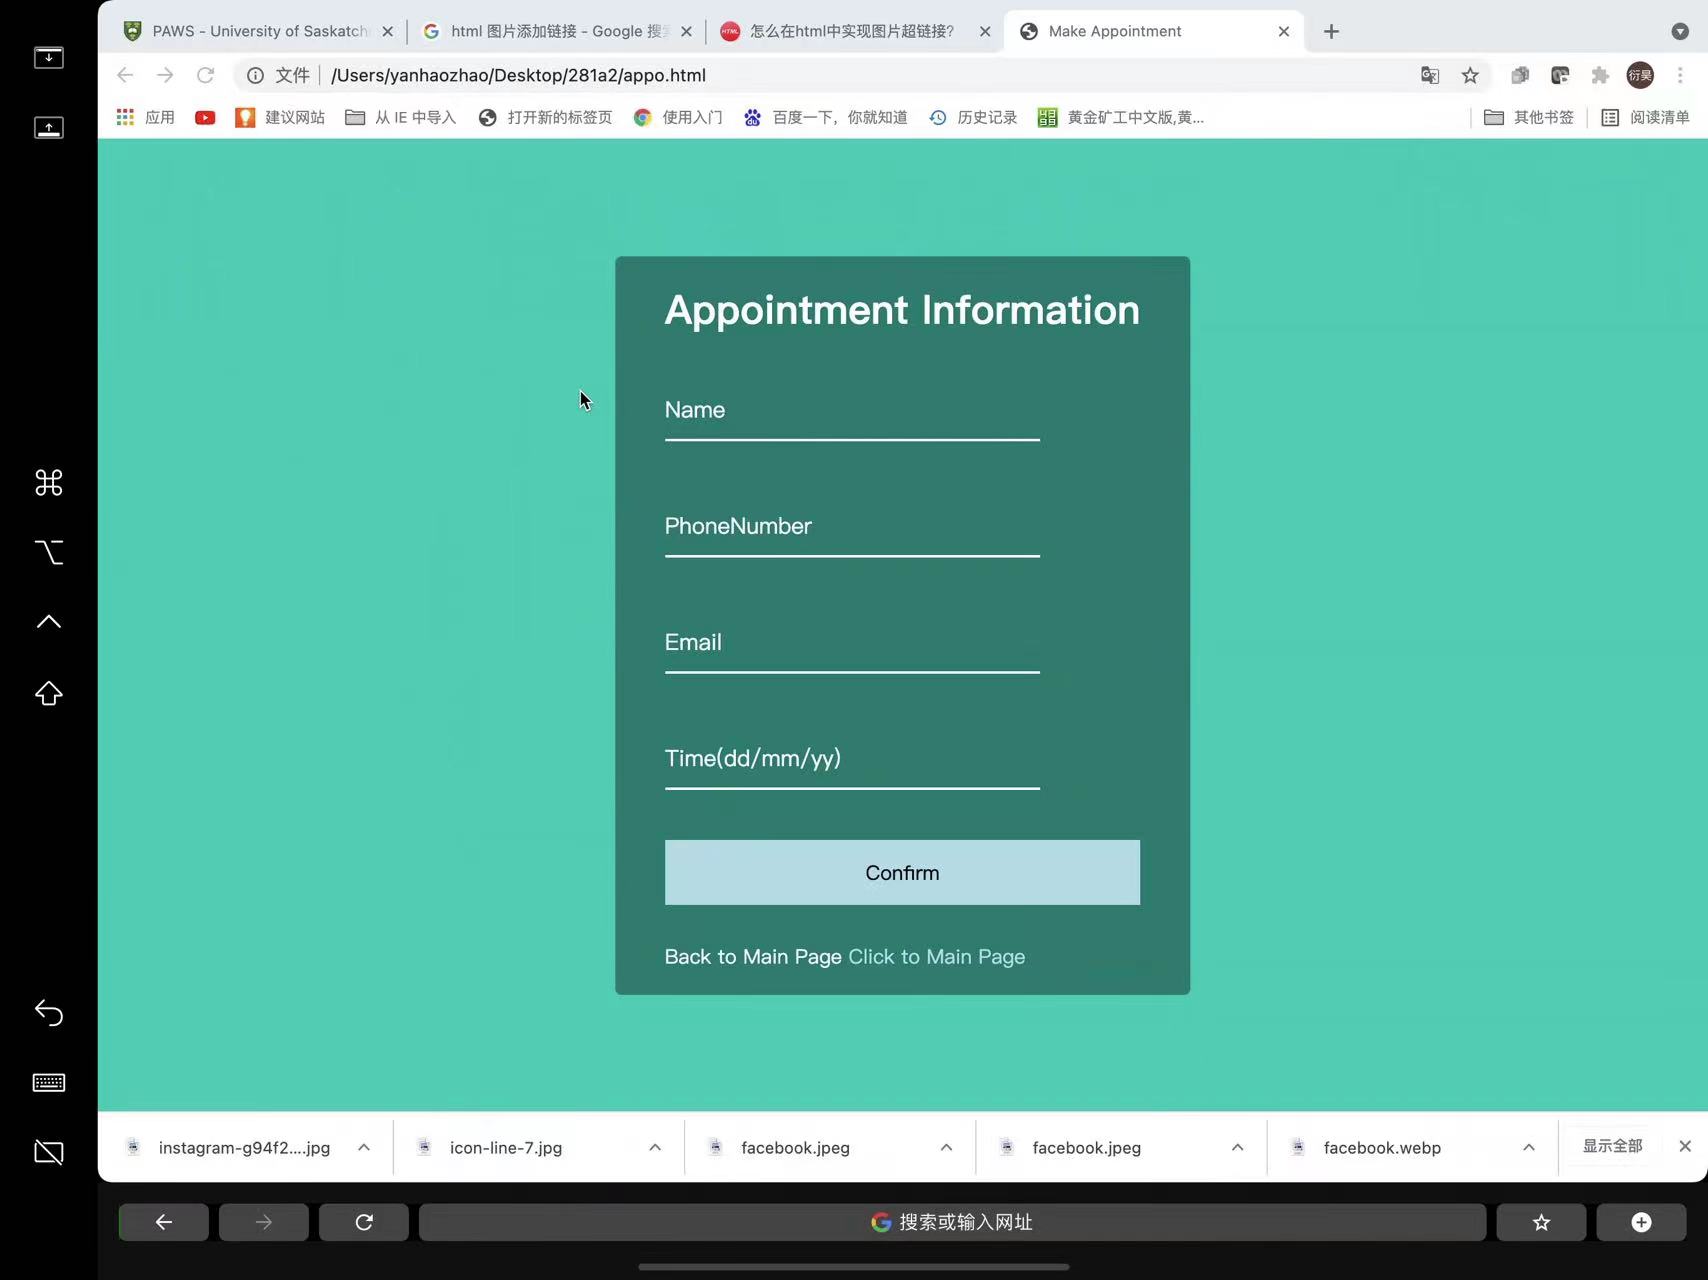 PAWS - University of Saskatch
html 图片添加链接 - Google 搜
怎么在html中实现图片超链接?
Make Appointment
文件 | /Users/yanhaozhao/Desktop/281a2/appo.html
衍昊
应用
建议网站
从 IE 中导入
打开新的标签页
使用入门
百度一下，你就知道
历史记录
黄金矿工中文版,黄...
其他书签
阅读清单
Appointment Information
Name
PhoneNumber
Email
Time(dd/mm/yy)
Confirm
Back to Main Page Click to Main Page
instagram-g94f2....jpg
icon-line-7.jpg
facebook.jpeg
facebook.jpeg
facebook.webp
显示全部
搜索或输入网址